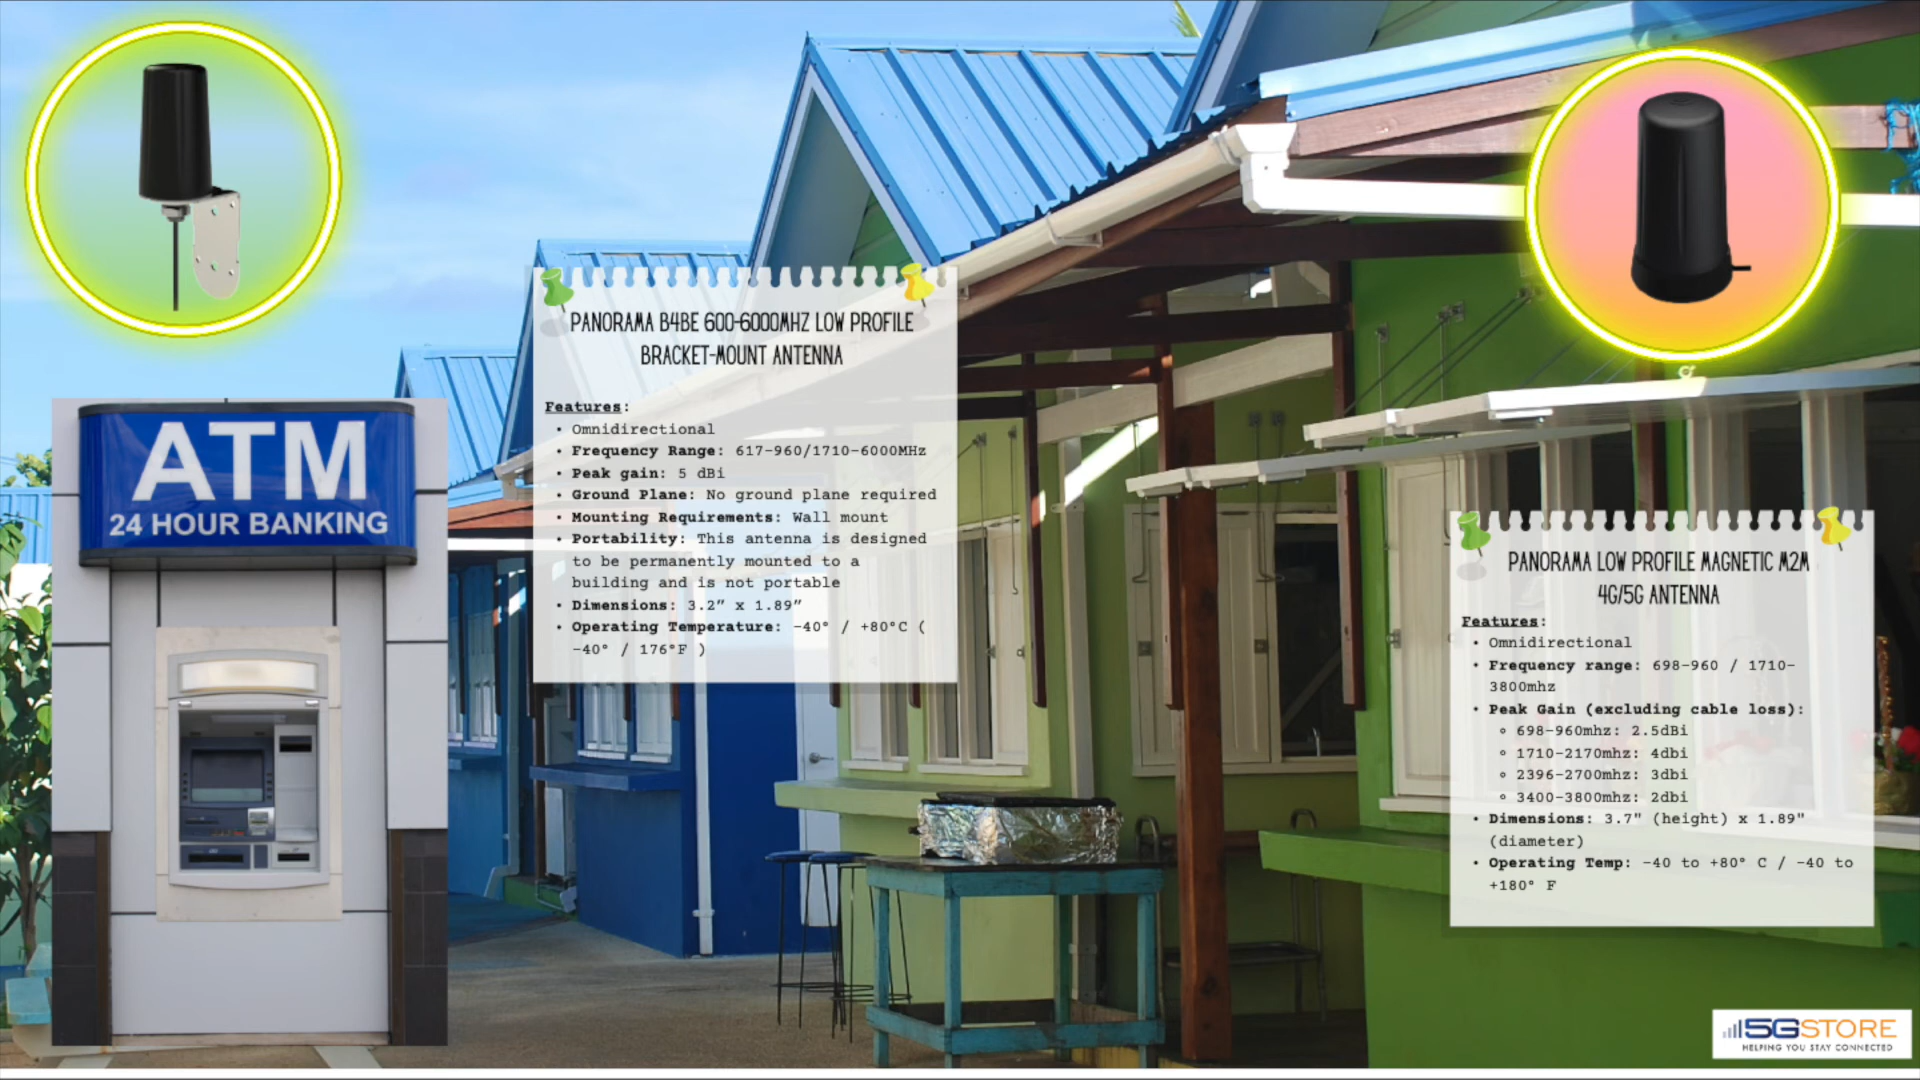 ATM
24 HOUR BANKING
PANORAMA B4BE 600-6000MHZ LOW PROFILE
BRACKET-MOUNT ANTENNA
Features:
• Omnidirectional
• Frequency Range: 617-960/1710-6000MHz
• Peak gain: 5 dBi
• Ground Plane: No ground plane required
• Mounting Requirements: Wall mount
• Portability: This antenna is designed
to be permanently mounted to a
building and is not portable
• Dimensions: 3.2” x 1.89”
• Operating Temperature: -40° / +80°C (
-40° / 176°F )
PANORAMA LOW PROFILE MAGNETIC M2M
4G/5G ANTENNA
Features:
• Omnidirectional
• Frequency range: 698-960 / 1710-
3800mhz
• Peak Gain (excluding cable loss):
◦ 698-960mhz: 2.5dBi
◦ 1710-2170mhz: 4dbi
◦ 2396-2700mhz: 3dbi
◦ 3400-3800mhz: 2dbi
• Dimensions: 3.7" (height) x 1.89"
(diameter)
• Operating Temp: -40 to +80° C / -40 to
+180° F
5GSTORE
HELPING YOU STAY CONNECTED